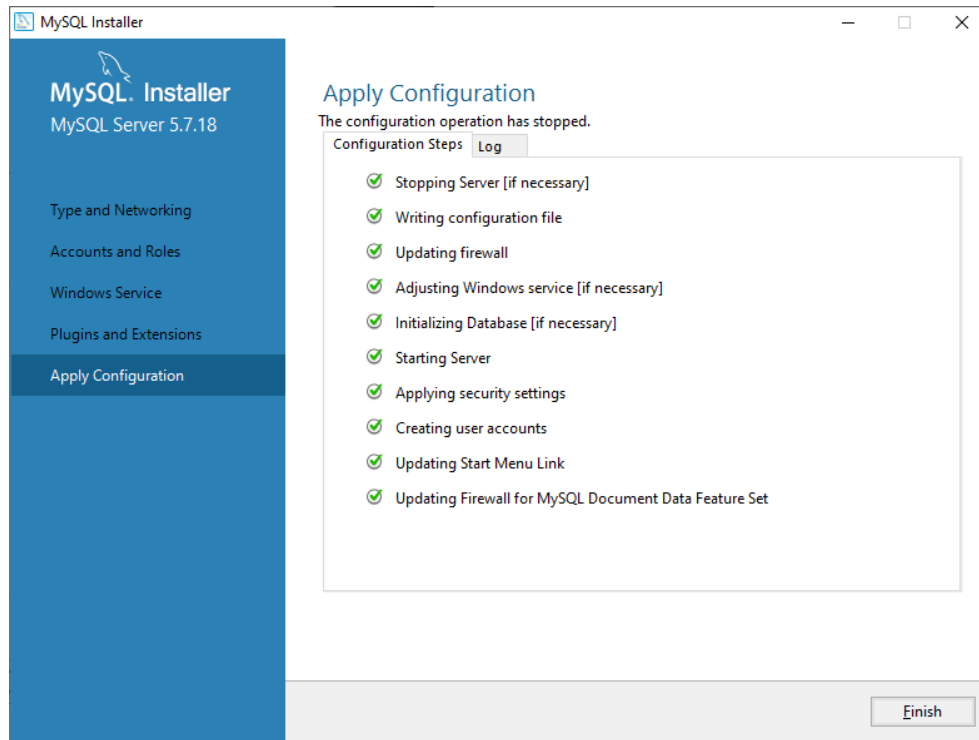 MySQL Installer
MySQL. Installer
MySQL Server 5.7.18
Type and Networking
Accounts and Roles
Windows Service
Plugins and Extensions
Apply Configuration
Apply Configuration
The configuration operation has stopped.
Configuration Steps Log
Stopping Server [if necessary]
Writing configuration file
Updating firewall
Adjusting Windows service [if necessary]
Initializing Database [if necessary]
Starting Server
Applying security settings
Creating user accounts
Updating Start Menu Link
Updating Firewall for MySQL Document Data Feature Set
Finish